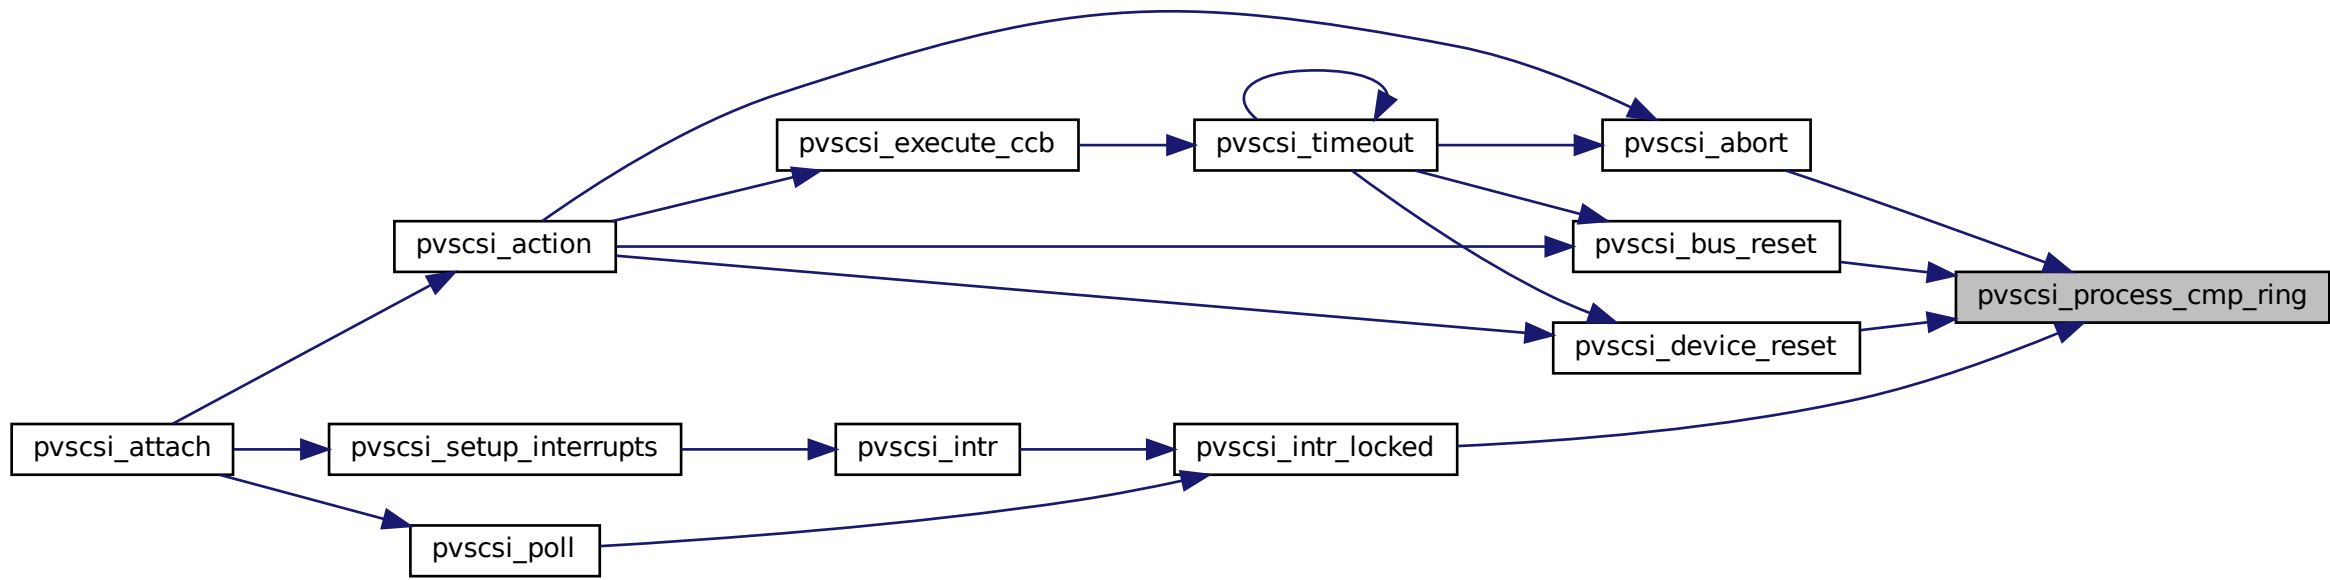 pvscsi_execute_ccb
pvscsi_timeout
pvscsi_abort
pvscsi_action
pvscsi_bus_reset
pvscsi_process_cmp_ring
pvscsi_device_reset
pvscsi_attach
pvscsi_setup_interrupts
pvscsi_intr
pvscsi_intr_locked
pvscsi_poll